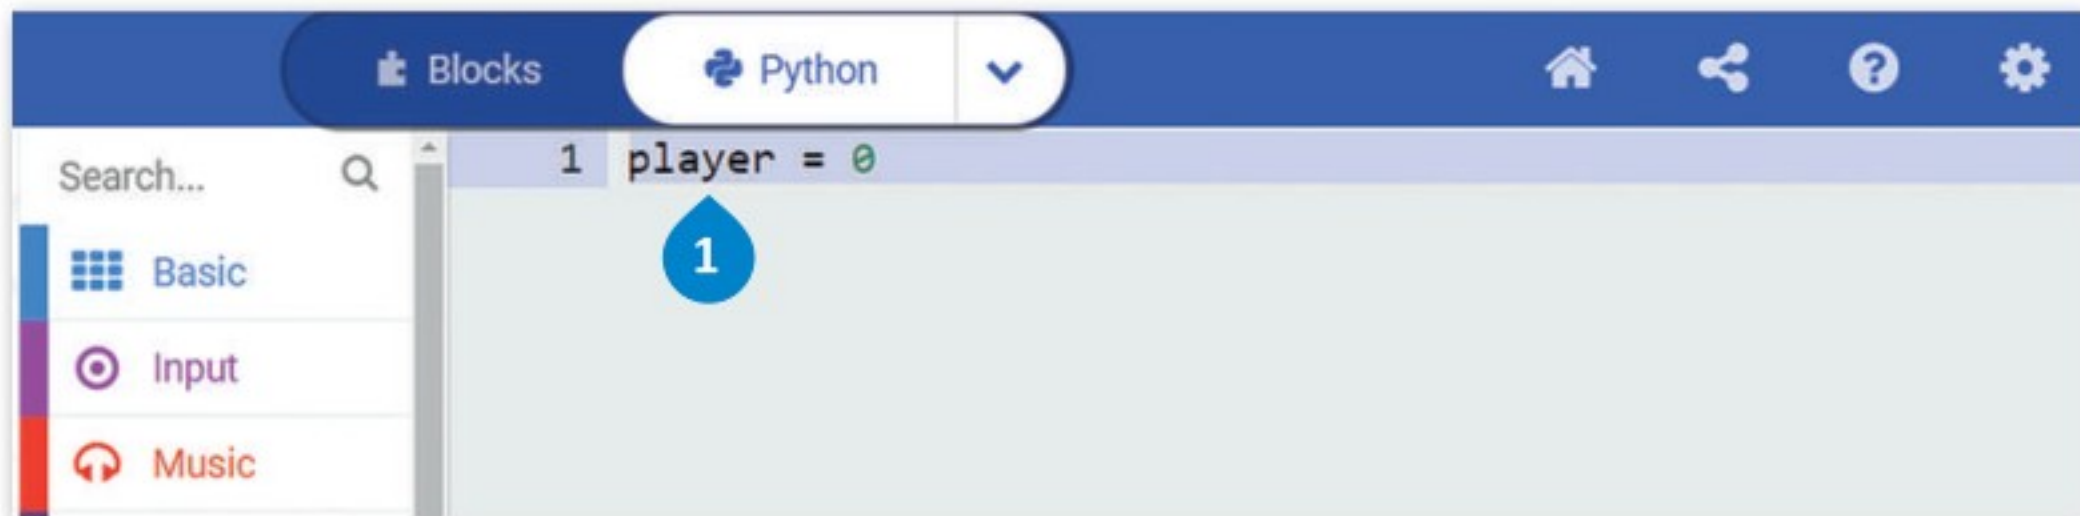 Blocks Python
Search...
1 player = 0
1
Basic
Input
Music